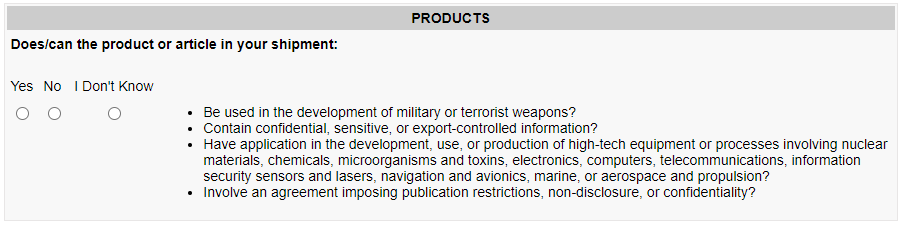 PRODUCTS
Does/can the product or article in your shipment:
Yes No I Don't Know
• Be used in the development of military or terrorist weapons?
• Contain confidential, sensitive, or export-controlled information?
• Have application in the development, use, or production of high-tech equipment or processes involving nuclear
materials, chemicals, microorganisms and toxins, electronics, computers, telecommunications, information
security sensors and lasers, navigation and avionics, marine, or aerospace and propulsion?
• Involve an agreement imposing publication restrictions, non-disclosure, or confidentiality?